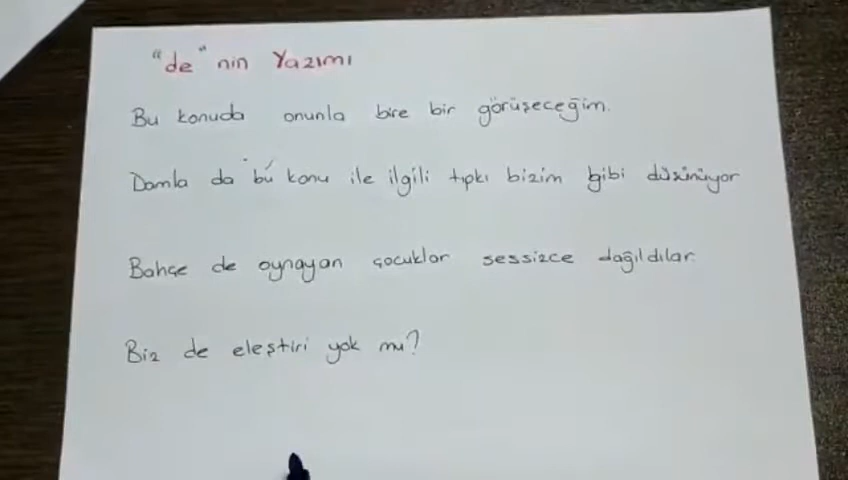 "de" nin Yazımı
Bu konuda onunla bire bir görüşeceğim.
Damla da bu konu ile ilgili tıpkı bizim gibi düşünüyor
Bahçe de oynayan çocuklar sessizce dağıldılar.
Biz de eleştiri yok mu?